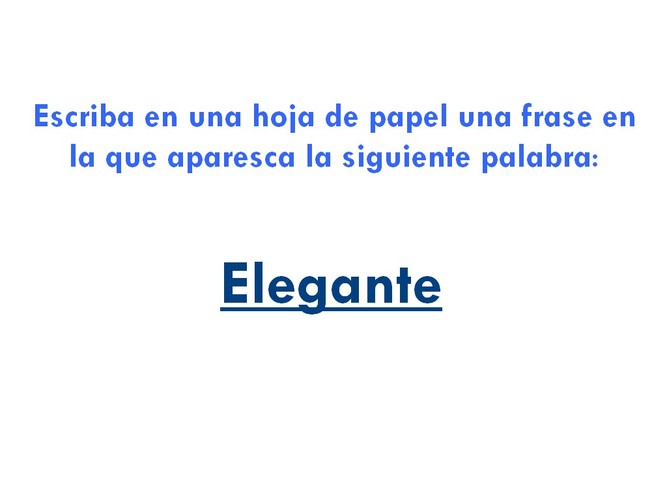 Escriba en una hoja de papel una frase en
la que aparesca la siguiente palabra:
Elegante